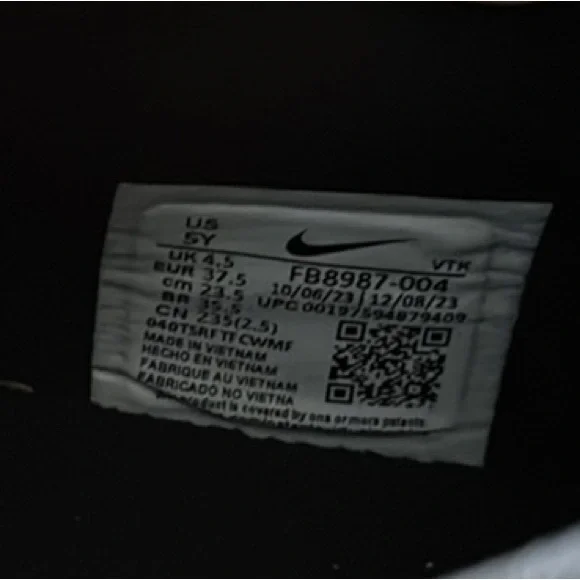 US
5Y
UK 4.5
EUR 37.5
cm 23.5
BR 35.5
CN 235(2.5)
VTK
FB8987-004
10/06/23 | 12/08/23
UPC 00197594879409
MADE IN VIETNAM
HECHO EN VIETNAM
FABRIQUE AU VIETNAM
FABRICADO NO VIETNA
product is covered by one or more patents